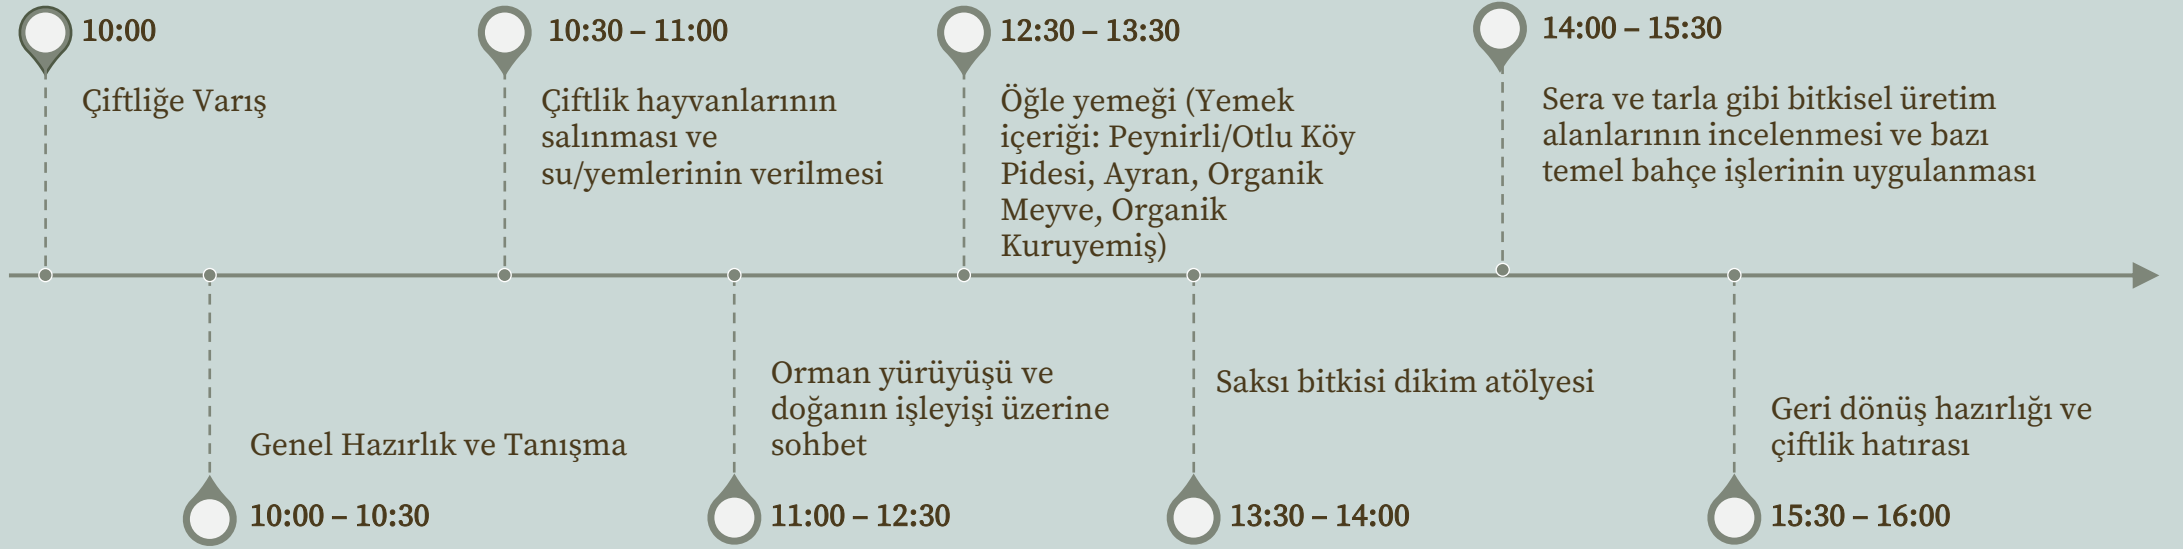 10:00
Çiftliğe Varış
Genel Hazırlık ve Tanışma
10:00 – 10:30
10:30 – 11:00
Çiftlik hayvanlarının
salınması ve
su/yemlerinin verilmesi
Orman yürüyüşü ve
doğanın işleyişi üzerine
sohbet
11:00 – 12:30
12:30 – 13:30
Öğle yemeği (Yemek
içeriği: Peynirli/Otlu Köy
Pidesi, Ayran, Organik
Meyve, Organik
Kuruyemiş)
Saksı bitkisi dikim atölyesi
13:30 – 14:00
14:00 – 15:30
Sera ve tarla gibi bitkisel üretim
alanlarının incelenmesi ve bazı
temel bahçe işlerinin uygulanması
Geri dönüş hazırlığı ve
çiftlik hatırası
15:30 – 16:00